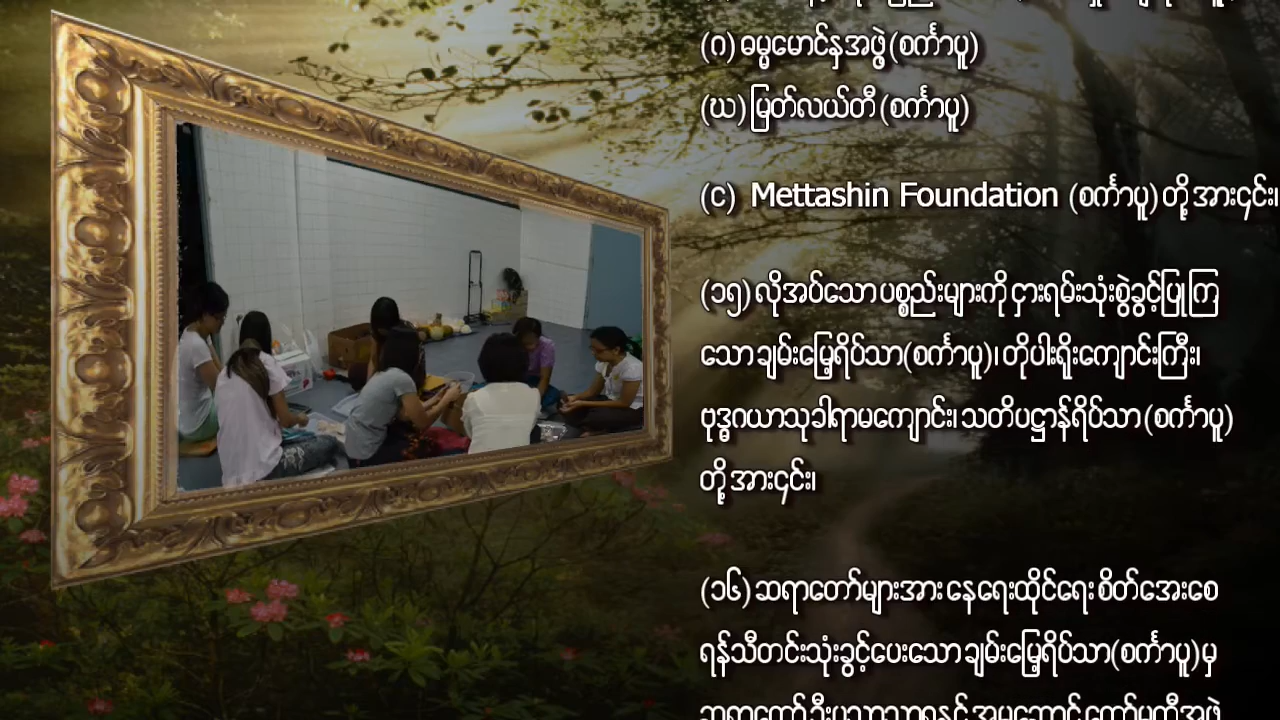 (ဂ) ဓမ္မမောင်နှမအဖွဲ့ (စင်္ကာပူ)
(ဃ) မြတ်လယ်တီ (စင်္ကာပူ)
(င) Mettashin Foundation (စင်္ကာပူ) တို့အား၎င်း၊
(၁၅) လိုအပ်သော ပစ္စည်းများကို ငှားရမ်းသုံးစွဲခွင့်ပြုကြ
သော ချမ်းမြေ့ရိပ်သာ(စင်္ကာပူ)၊ တိုပါးရိုးကျောင်းကြီး၊
ဗုဒ္ဓဂယာသုခါရာမကျောင်း၊ သတိပဋ္ဌာန်ရိပ်သာ (စင်္ကာပူ)
တို့အား၎င်း၊
(၁၆) ဆရာတော်များအား နေရေးထိုင်ရေး စိတ်အေးစေ
ရန်သီတင်းသုံးခွင့်ပေးသော ချမ်းမြေ့ရိပ်သာ(စင်္ကာပူ)မှ